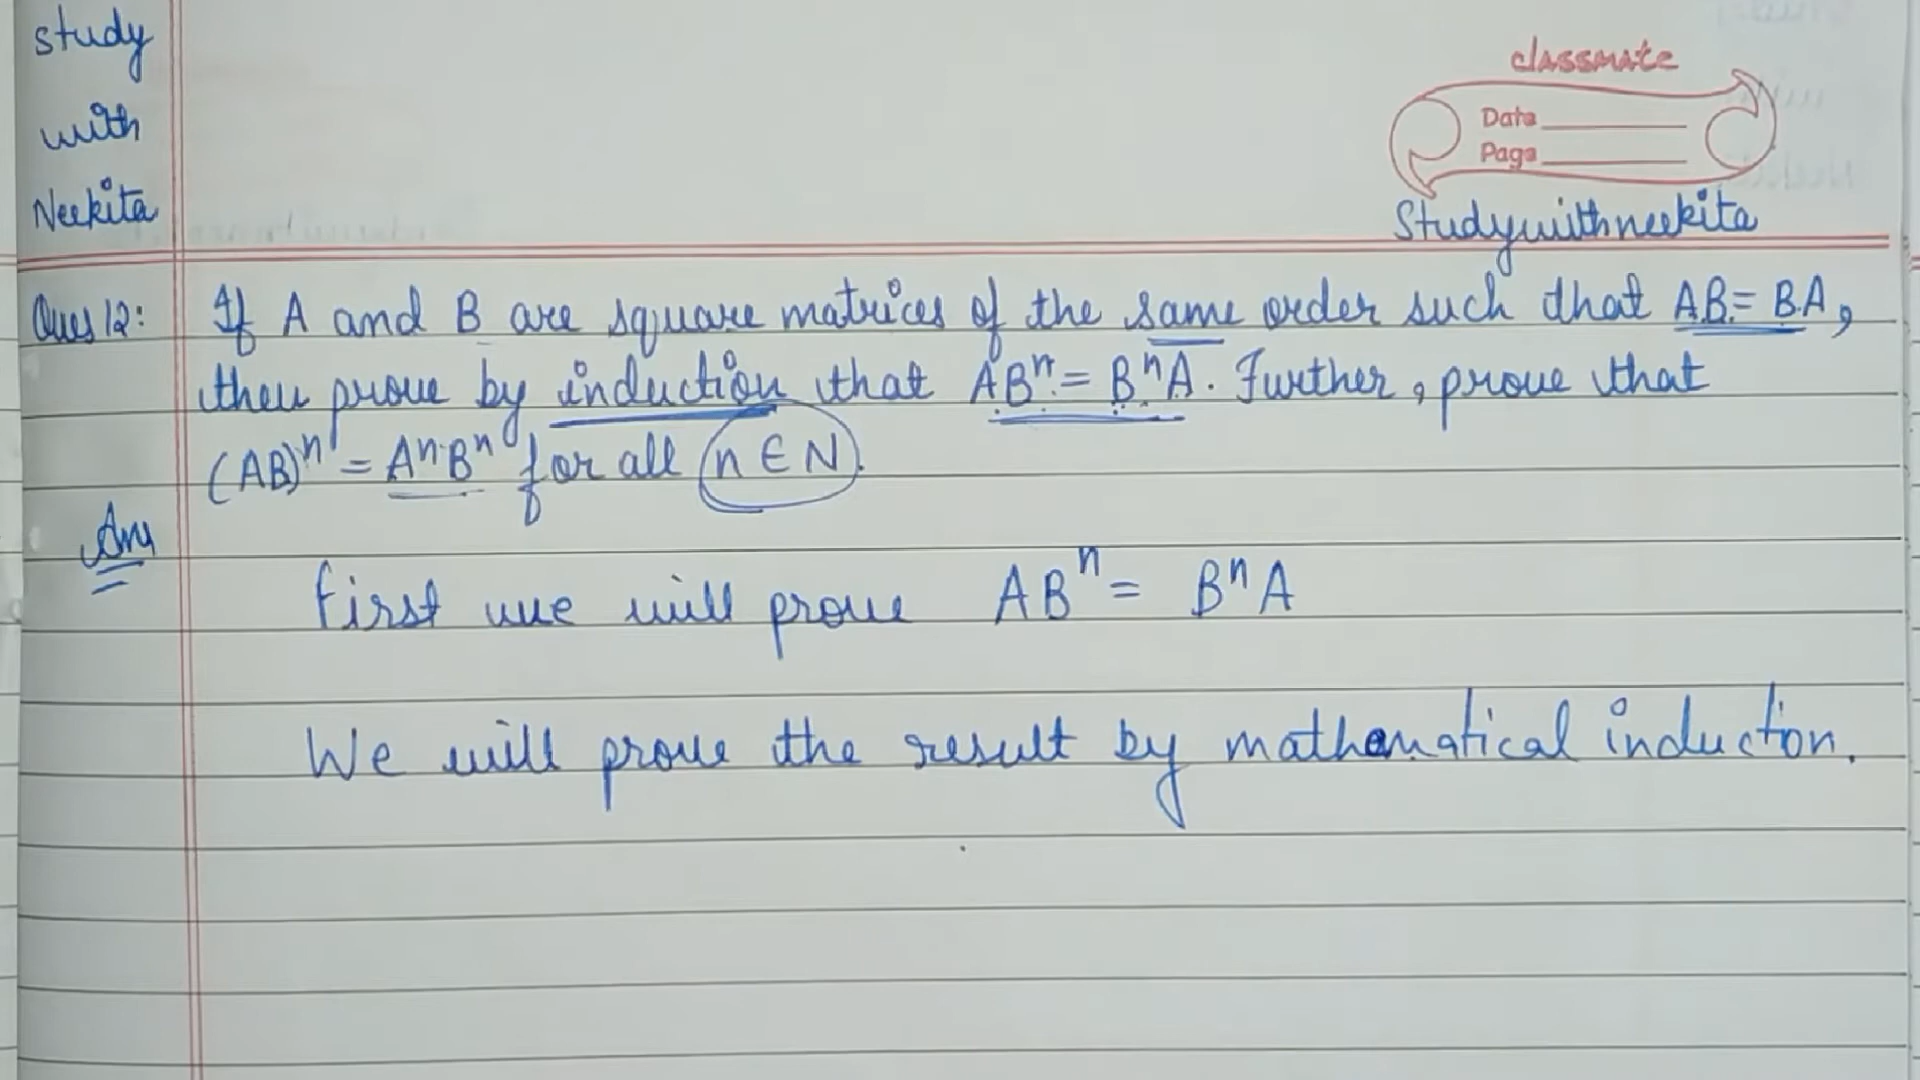 study
with
Neekita
classmate
Date
Page
Studywithneekita
Ques 12: If A and B are square matrices of the same order such that AB = BA,
then prove by induction that ABⁿ = BⁿA. Further, prove that
(AB)ⁿ = AⁿBⁿ for all n ∈ N.
Ans
first we will prove ABⁿ = BⁿA
We will prove the result by mathematical induction.